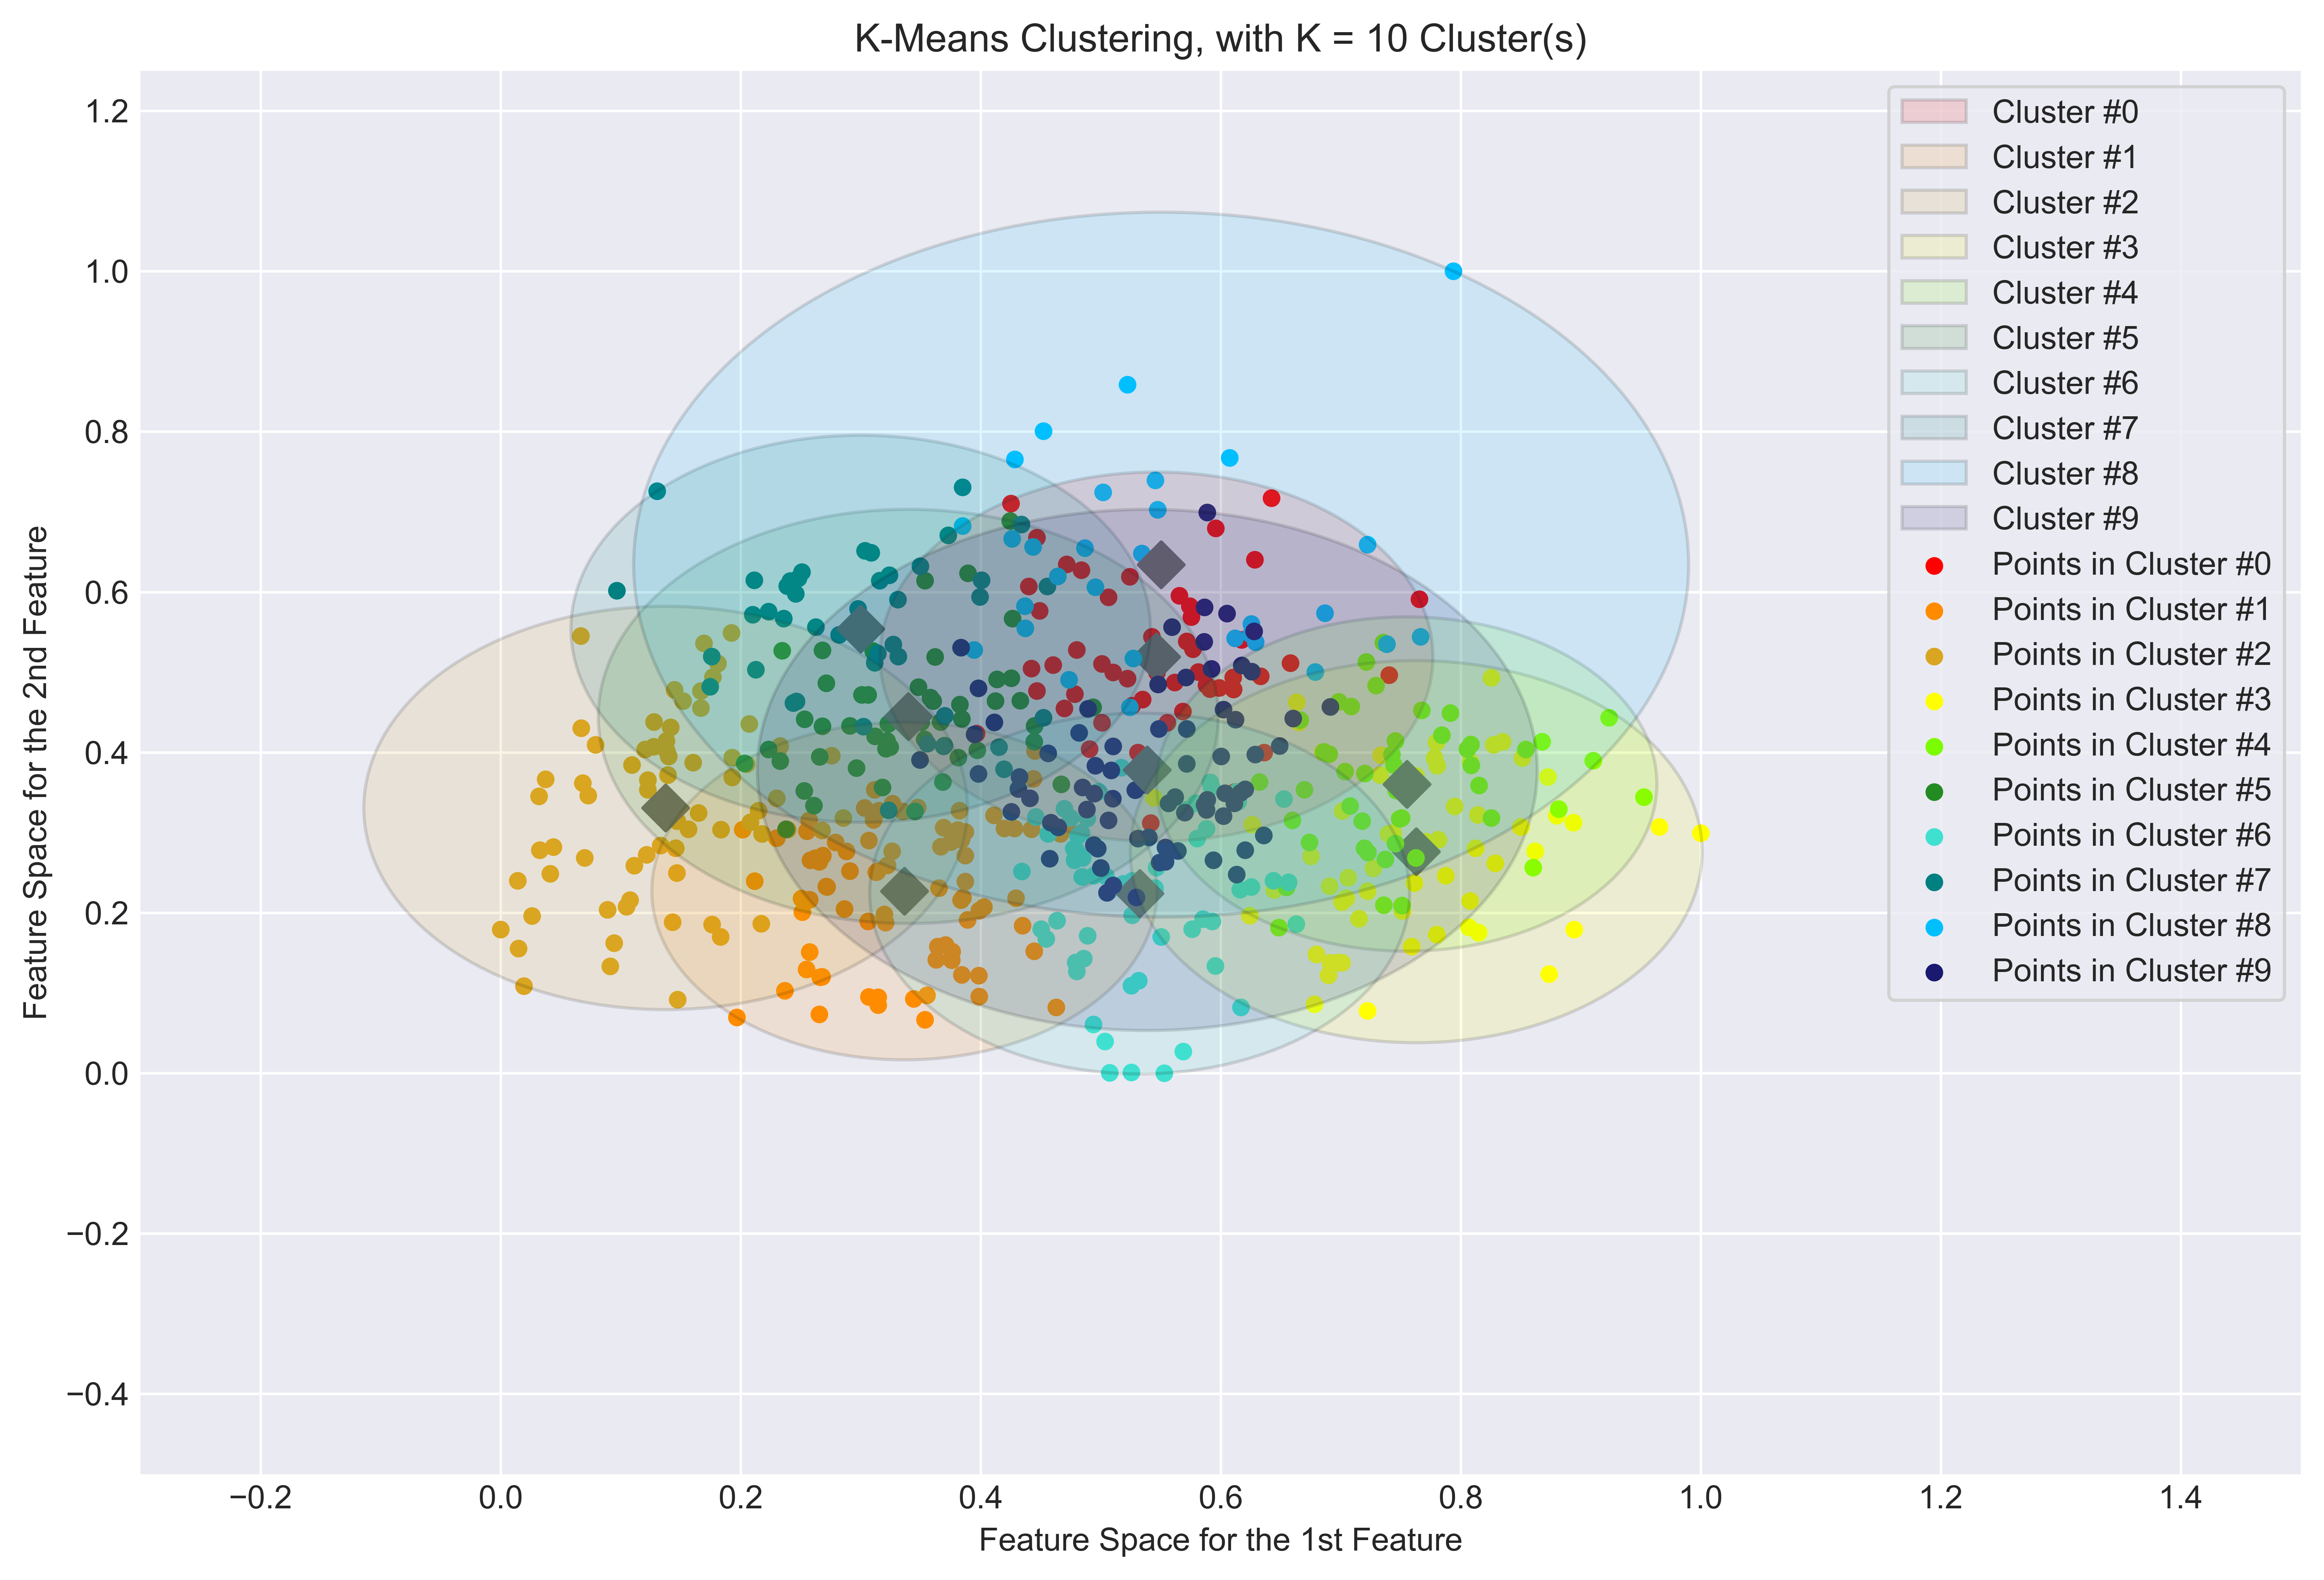 K-Means Clustering, with K = 10 Cluster(s)
1.2
1.0
0.8
0.6
0.4
0.2
0.0
−0.2
−0.4
Feature Space for the 2nd Feature
−0.2
0.0
0.2
0.4
0.6
0.8
1.0
1.2
1.4
Feature Space for the 1st Feature
Cluster #0
Cluster #1
Cluster #2
Cluster #3
Cluster #4
Cluster #5
Cluster #6
Cluster #7
Cluster #8
Cluster #9
Points in Cluster #0
Points in Cluster #1
Points in Cluster #2
Points in Cluster #3
Points in Cluster #4
Points in Cluster #5
Points in Cluster #6
Points in Cluster #7
Points in Cluster #8
Points in Cluster #9